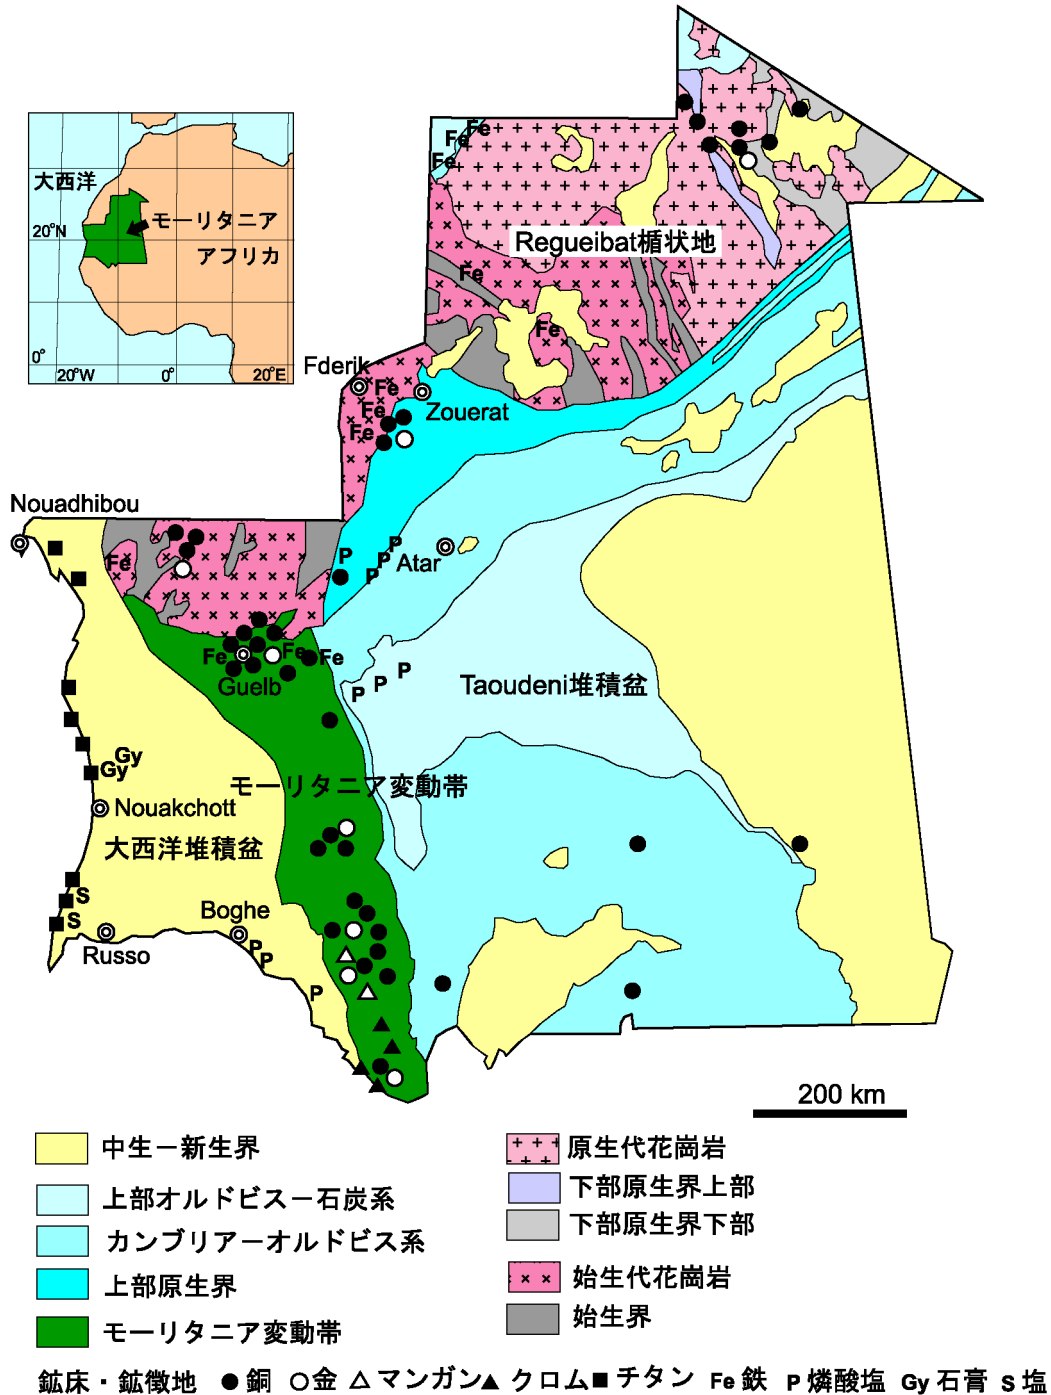 大西洋
モーリタニア
アフリカ
20°N
0°
20°W
0°
20°E
Fe
Fe
Fe
Regueibat楯状地
Fe
Fe
Fderik
Fe
Zouerat
Fe
Fe
Nouadhibou
Fe
P
P
P
P
Atar
Fe
Fe
Fe
Guelb
P
P
P
Taoudeni堆積盆
Gy
Gy
モーリタニア変動帯
Nouakchott
大西洋堆積盆
S
S
Boghe
Russo
P
P
P
200 km
中生－新生界
上部オルドビス－石炭系
カンブリア－オルドビス系
上部原生界
モーリタニア変動帯
原生代花崗岩
下部原生界上部
下部原生界下部
始生代花崗岩
始生界
鉱床・鉱徴地 ●銅 ○金 △マンガン ▲クロム ■チタン Fe 鉄 P 燐酸塩 Gy 石膏 S 塩